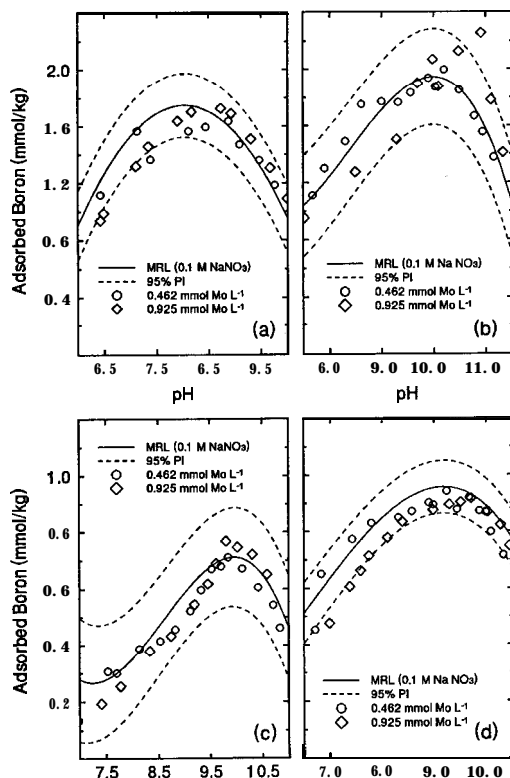 Adsorbed Boron (mmol/kg)
2.0
1.6
1.2
0.6
0.4
MRL (0.1 M NaNO3)
95% PI
0.462 mmol Mo L-1
0.925 mmol Mo L-1
(a)
6.5 7.5 8.5 6.5 9.5
pH
MRL (0.1 M Na NO3)
95% PI
0.462 mmol Mo L-1
0.925 mmol Mo L-1
(b)
6.0 9.0 10.0 11.0
pH
Adsorbed Boron (mmol/kg)
1.0
0.6
0.6
0.4
0.2
MRL (0.1 M NaNO3)
95% PI
0.462 mmol Mo L-1
0.925 mmol Mo L-1
(c)
7.5 8.5 9.5 10.5
MRL (0.1 M Na NO3)
95% PI
0.462 mmol Mo L-1
0.925 mmol Mo L-1
(d)
7.0 6.0 9.0 10.0